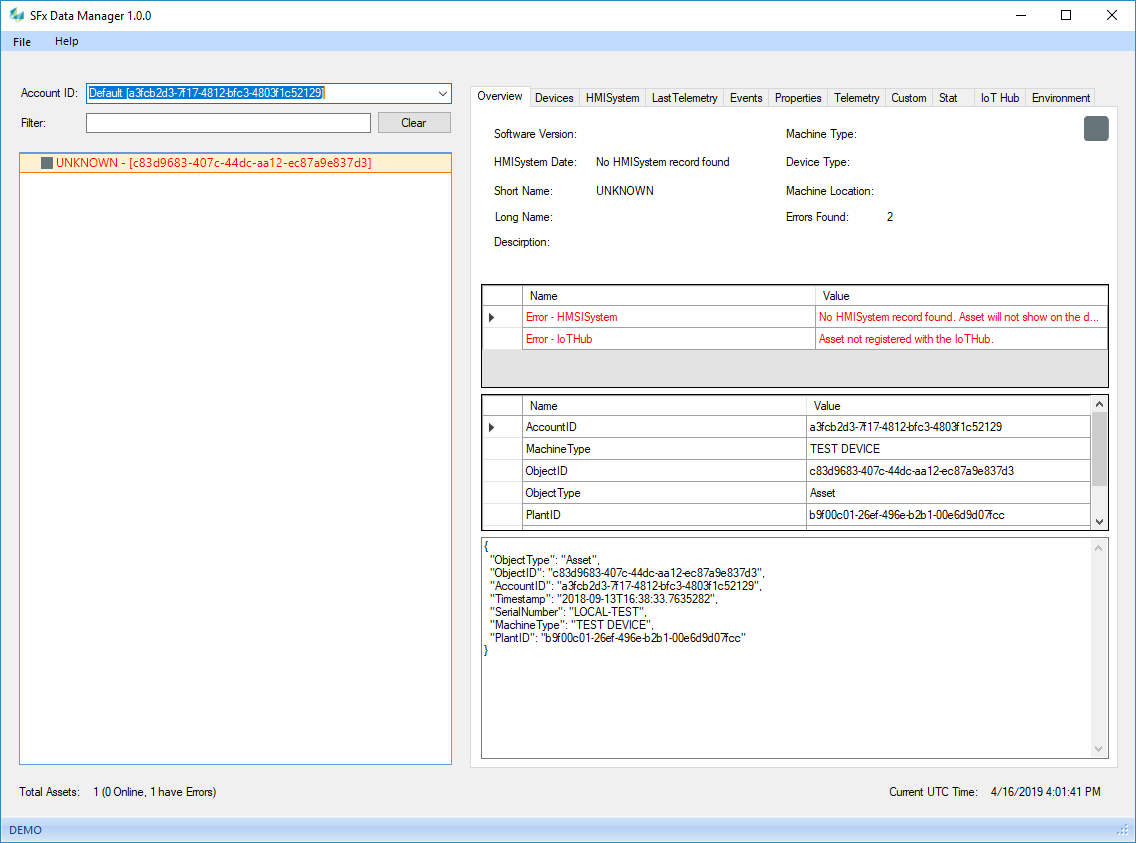 SFx Data Manager 1.0.0
File Help
Account ID: Default [a3fcb2d3-7f17-4812-bfc3-4803f1c52129]
Filter: Clear
UNKNOWN - [c83d9683-407c-44dc-aa12-ec87a9e837d3]
Overview Devices HMISystem LastTelemetry Events Properties Telemetry Custom Stat IoT Hub Environment
Software Version: Machine Type:
HMISystem Date: No HMISystem record found Device Type:
Short Name: UNKNOWN Machine Location:
Long Name: Errors Found: 2
Descirption:
Name Value
Error - HMSISystem No HMISystem record found. Asset will not show on the d...
Error - IoTHub Asset not registered with the IoTHub.
Name Value
AccountID a3fcb2d3-7f17-4812-bfc3-4803f1c52129
MachineType TEST DEVICE
ObjectID c83d9683-407c-44dc-aa12-ec87a9e837d3
ObjectType Asset
PlantID b9f00c01-26ef-496e-b2b1-00e6d9d07fcc
{
"ObjectType": "Asset",
"ObjectID": "c83d9683-407c-44dc-aa12-ec87a9e837d3",
"AccountID": "a3fcb2d3-7f17-4812-bfc3-4803f1c52129",
"Timestamp": "2018-09-13T16:38:33.7635282",
"SerialNumber": "LOCAL-TEST",
"MachineType": "TEST DEVICE",
"PlantID": "b9f00c01-26ef-496e-b2b1-00e6d9d07fcc"
}
Total Assets: 1 (0 Online, 1 have Errors) Current UTC Time: 4/16/2019 4:01:41 PM
DEMO